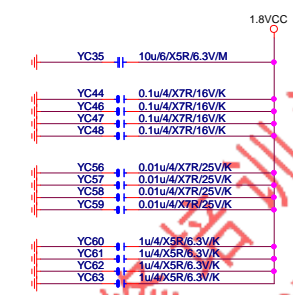 1.8VCC
YC35 10u/6/X5R/6.3V/M
YC44 0.1u/4/X7R/16V/K
YC46 0.1u/4/X7R/16V/K
YC47 0.1u/4/X7R/16V/K
YC48 0.1u/4/X7R/16V/K
YC56 0.01u/4/X7R/25V/K
YC57 0.01u/4/X7R/25V/K
YC58 0.01u/4/X7R/25V/K
YC59 0.01u/4/X7R/25V/K
YC60 1u/4/X5R/6.3V/K
YC61 1u/4/X5R/6.3V/K
YC62 1u/4/X5R/6.3V/K
YC63 1u/4/X5R/6.3V/K